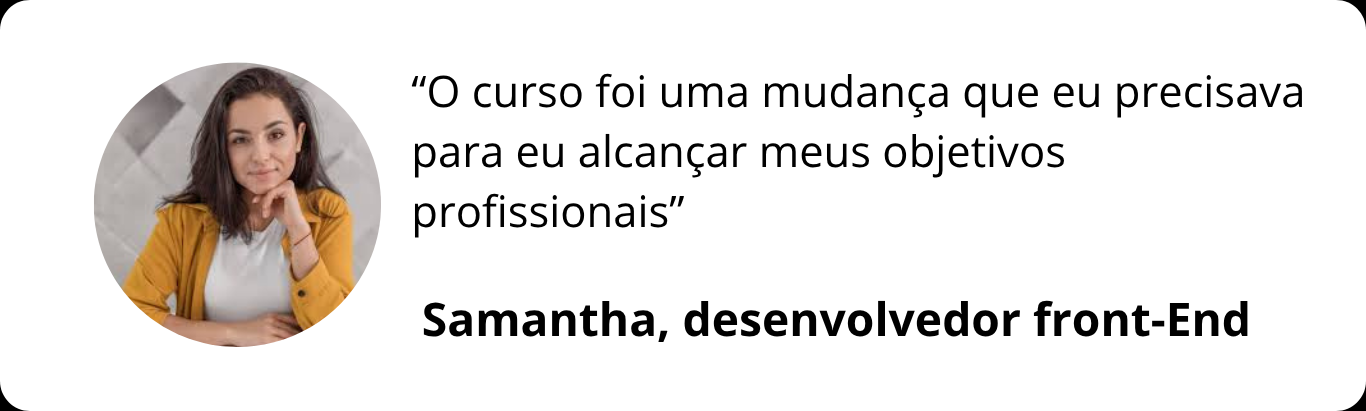 “O curso foi uma mudança que eu precisava
para eu alcançar meus objetivos
profissionais”
Samantha, desenvolvedor front-End